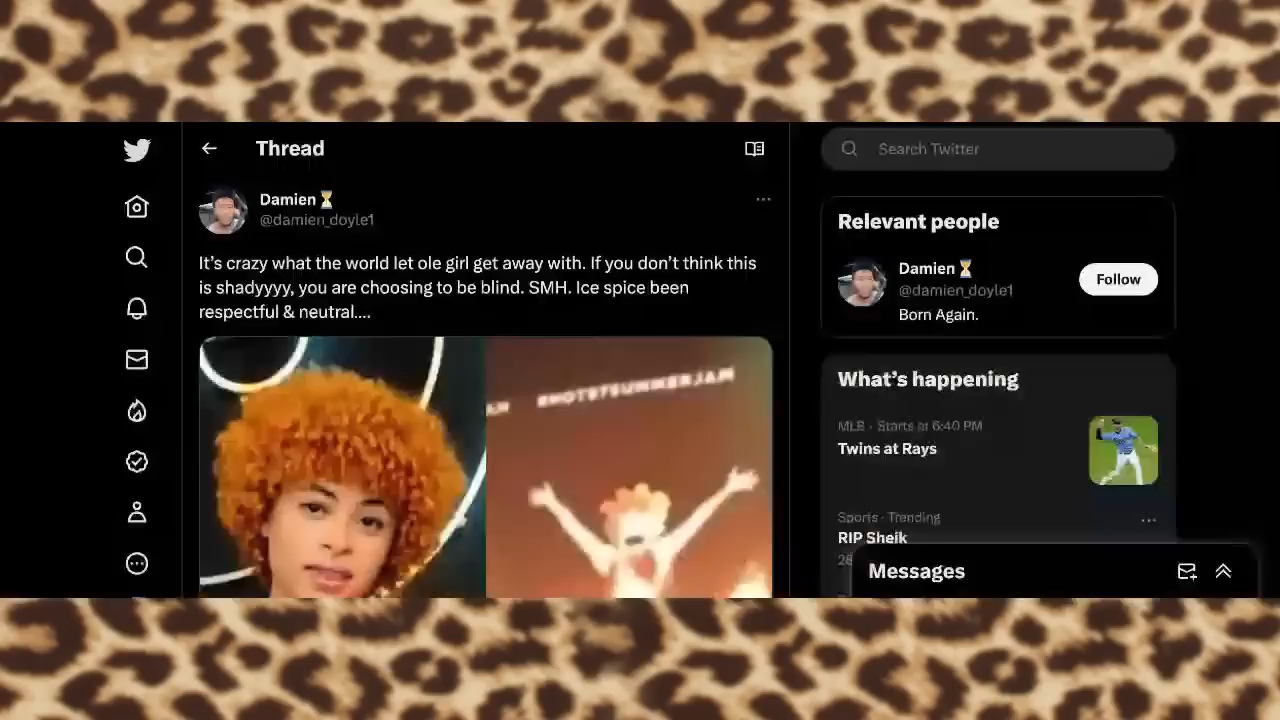 Thread
Damien ⏳
@damien_doyle1
It’s crazy what the world let ole girl get away with. If you don’t think this
is shadyyyy, you are choosing to be blind. SMH. Ice spice been
respectful & neutral....
#HOT97SUMMERJAM
Search Twitter
Relevant people
Damien ⏳
@damien_doyle1
Follow
Born Again.
What’s happening
MLB · Starts at 6:40 PM
Twins at Rays
Sports · Trending
RIP Sheik
Messages